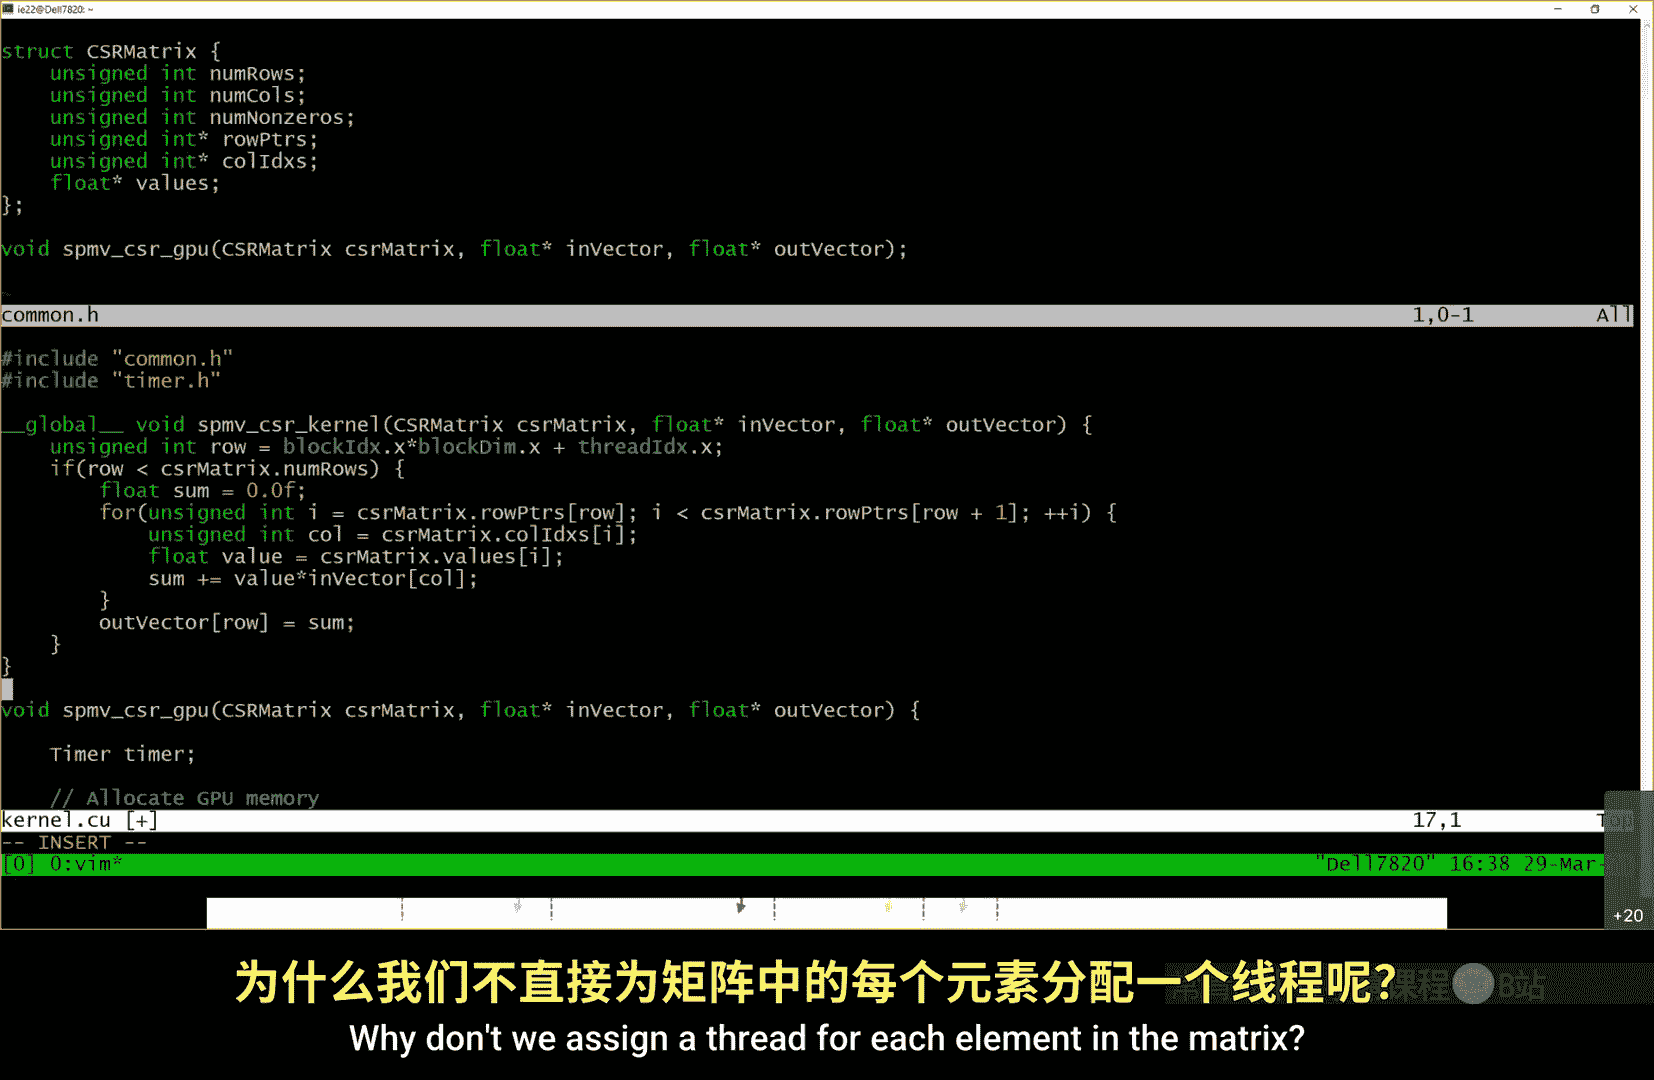 ie22@Dell7820: ~
struct CSRMatrix {
    unsigned int numRows;
    unsigned int numCols;
    unsigned int numNonzeros;
    unsigned int* rowPtrs;
    unsigned int* colIdxs;
    float* values;
};
void spmv_csr_gpu(CSRMatrix csrMatrix, float* inVector, float* outVector);
common.h 1,0-1 All
#include "common.h"
#include "timer.h"
__global__ void spmv_csr_kernel(CSRMatrix csrMatrix, float* inVector, float* outVector) {
    unsigned int row = blockIdx.x*blockDim.x + threadIdx.x;
    if(row < csrMatrix.numRows) {
        float sum = 0.0f;
        for(unsigned int i = csrMatrix.rowPtrs[row]; i < csrMatrix.rowPtrs[row + 1]; ++i) {
            unsigned int col = csrMatrix.colIdxs[i];
            float value = csrMatrix.values[i];
            sum += value*inVector[col];
        }
        outVector[row] = sum;
    }
}
void spmv_csr_gpu(CSRMatrix csrMatrix, float* inVector, float* outVector) {
    Timer timer;
    // Allocate GPU memory
kernel.cu [+] 17,1 Top
-- INSERT --
[0] 0:vim* "Dell7820" 16:38 29-Mar-
+20
为什么我们不直接为矩阵中的每个元素分配一个线程呢?
课程 B站
Why don't we assign a thread for each element in the matrix?